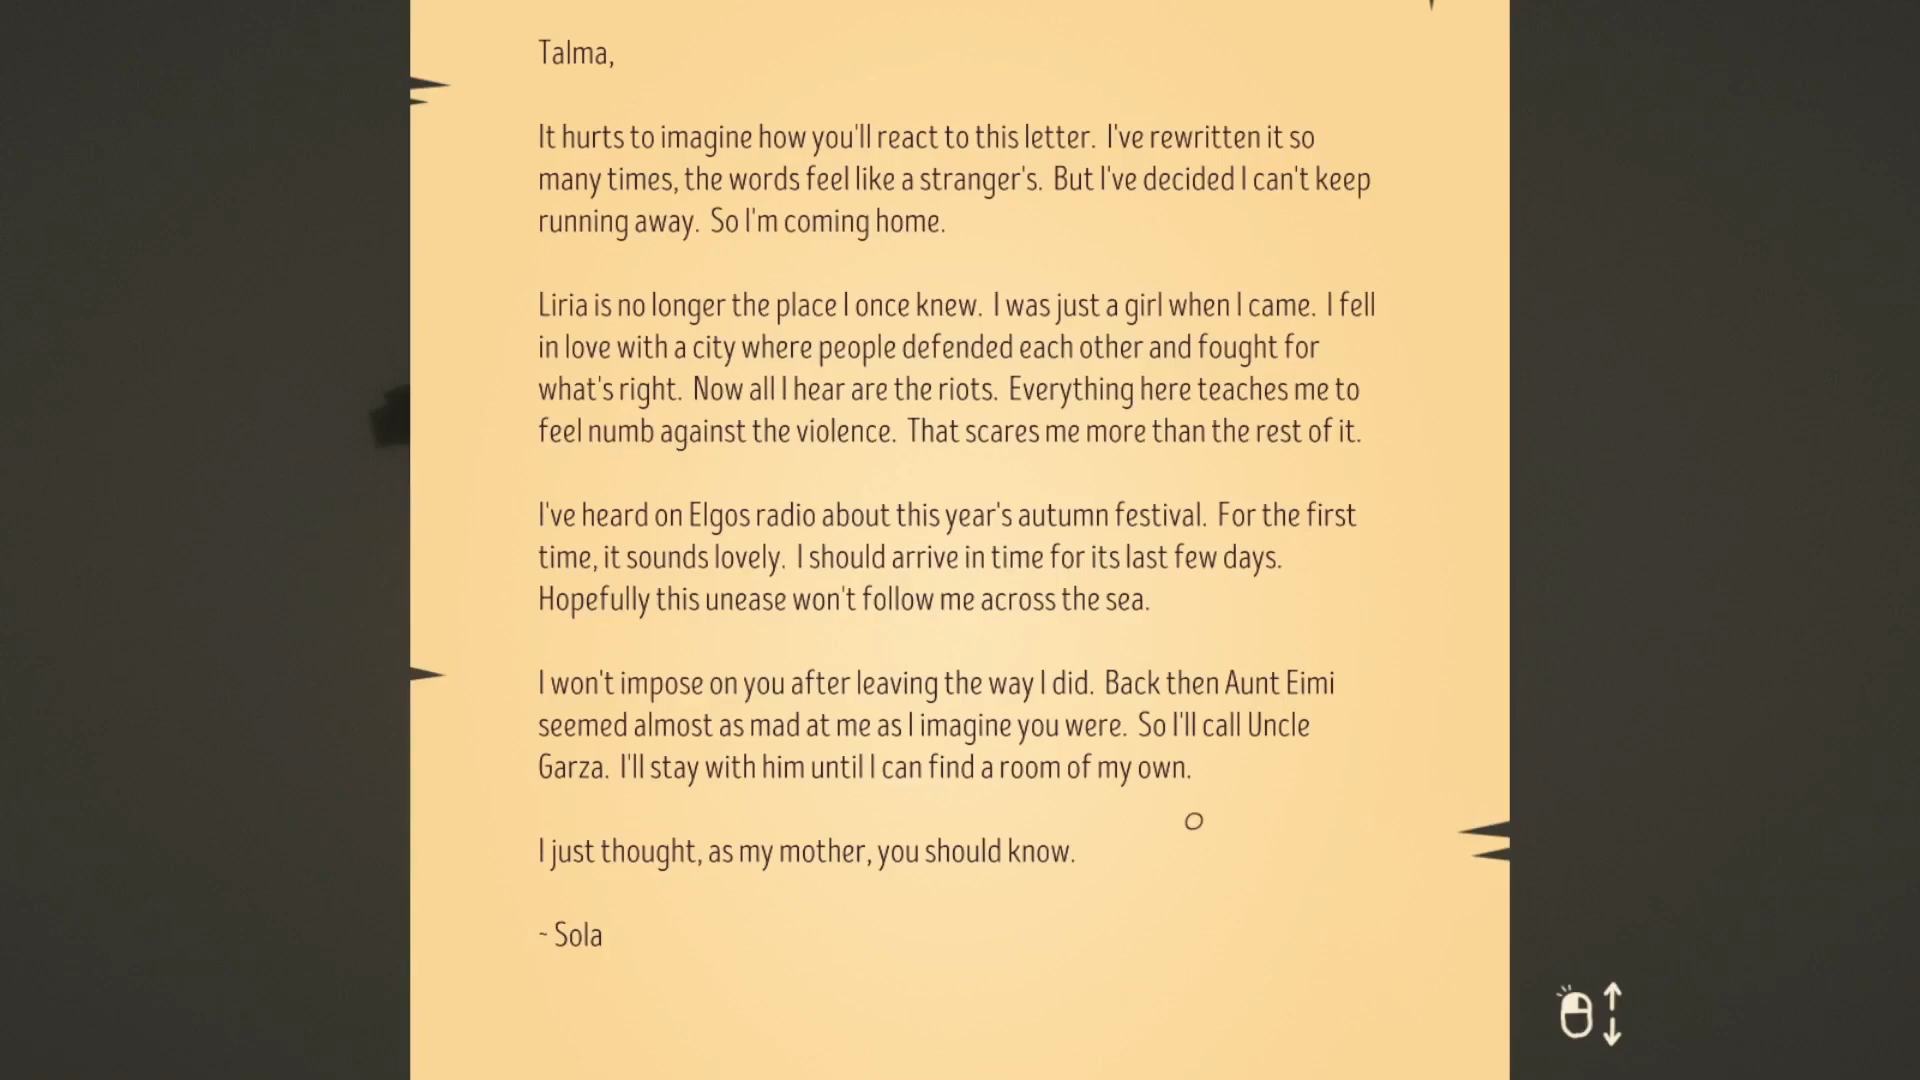 Talma,
It hurts to imagine how you'll react to this letter. I've rewritten it so
many times, the words feel like a stranger's. But I've decided I can't keep
running away. So I'm coming home.
Liria is no longer the place I once knew. I was just a girl when I came. I fell
in love with a city where people defended each other and fought for
what's right. Now all I hear are the riots. Everything here teaches me to
feel numb against the violence. That scares me more than the rest of it.
I've heard on Elgos radio about this year's autumn festival. For the first
time, it sounds lovely. I should arrive in time for its last few days.
Hopefully this unease won't follow me across the sea.
I won't impose on you after leaving the way I did. Back then Aunt Eimi
seemed almost as mad at me as I imagine you were. So I'll call Uncle
Garza. I'll stay with him until I can find a room of my own.
I just thought, as my mother, you should know.
~ Sola